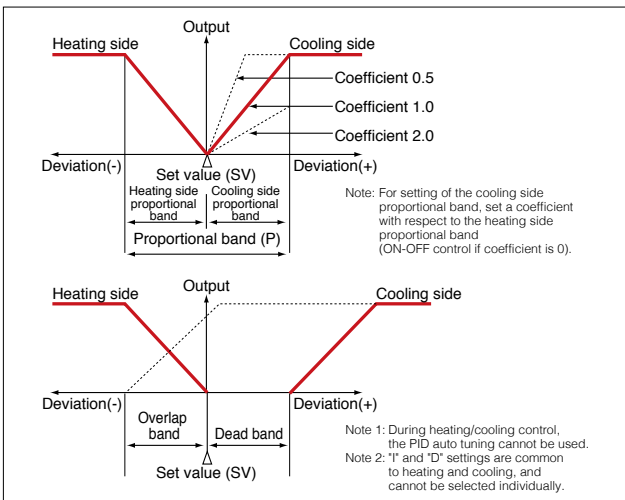 Output
Heating side
Cooling side
Coefficient 0.5
Coefficient 1.0
Coefficient 2.0
Deviation(-)
Set value (SV)
Deviation(+)
Heating side
proportional
band
Cooling side
proportional
band
Proportional band (P)
Note: For setting of the cooling side
proportional band, set a coefficient
with respect to the heating side
proportional band
(ON-OFF control if coefficient is 0).
Heating side
Output
Cooling side
Deviation(-)
Deviation(+)
Overlap
band
Dead band
Set value (SV)
Note 1: During heating/cooling control,
the PID auto tuning cannot be used.
Note 2: "I" and "D" settings are common
to heating and cooling, and
cannot be selected individually.